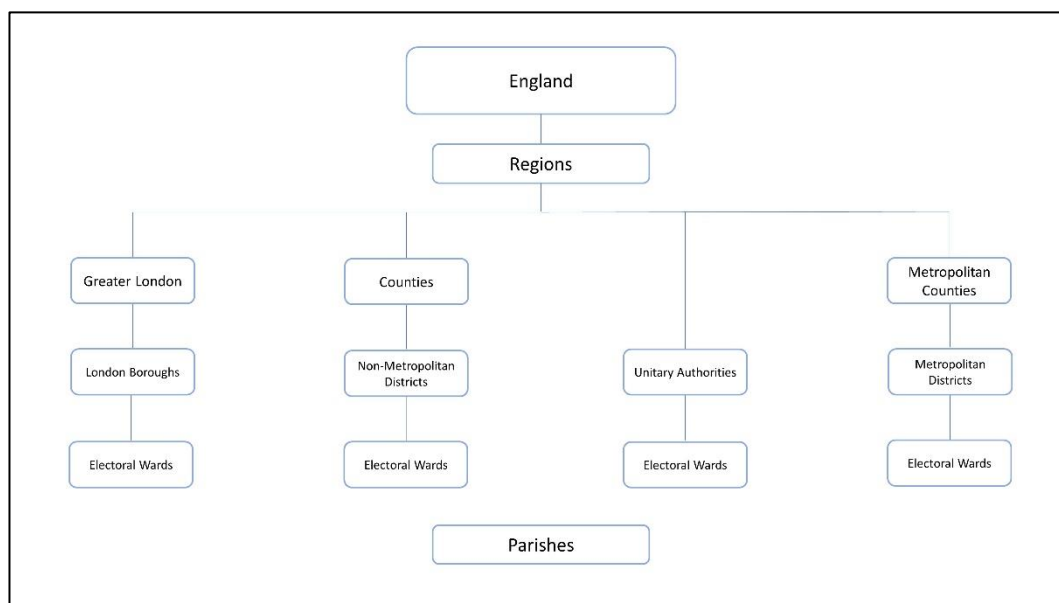 England
Regions
Greater London
Counties
Metropolitan
Counties
London Boroughs
Non-Metropolitan
Districts
Unitary Authorities
Metropolitan
Districts
Electoral Wards
Electoral Wards
Electoral Wards
Electoral Wards
Parishes